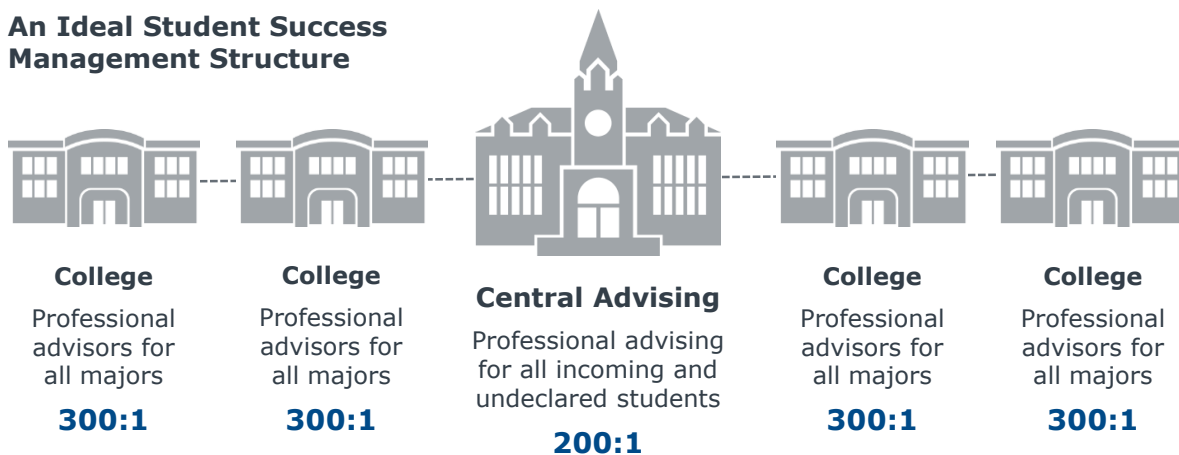 An Ideal Student Success
Management Structure
College
Professional
advisors for
all majors
300:1
College
Professional
advisors for
all majors
300:1
Central Advising
Professional advising
for all incoming and
undeclared students
200:1
College
Professional
advisors for
all majors
300:1
College
Professional
advisors for
all majors
300:1